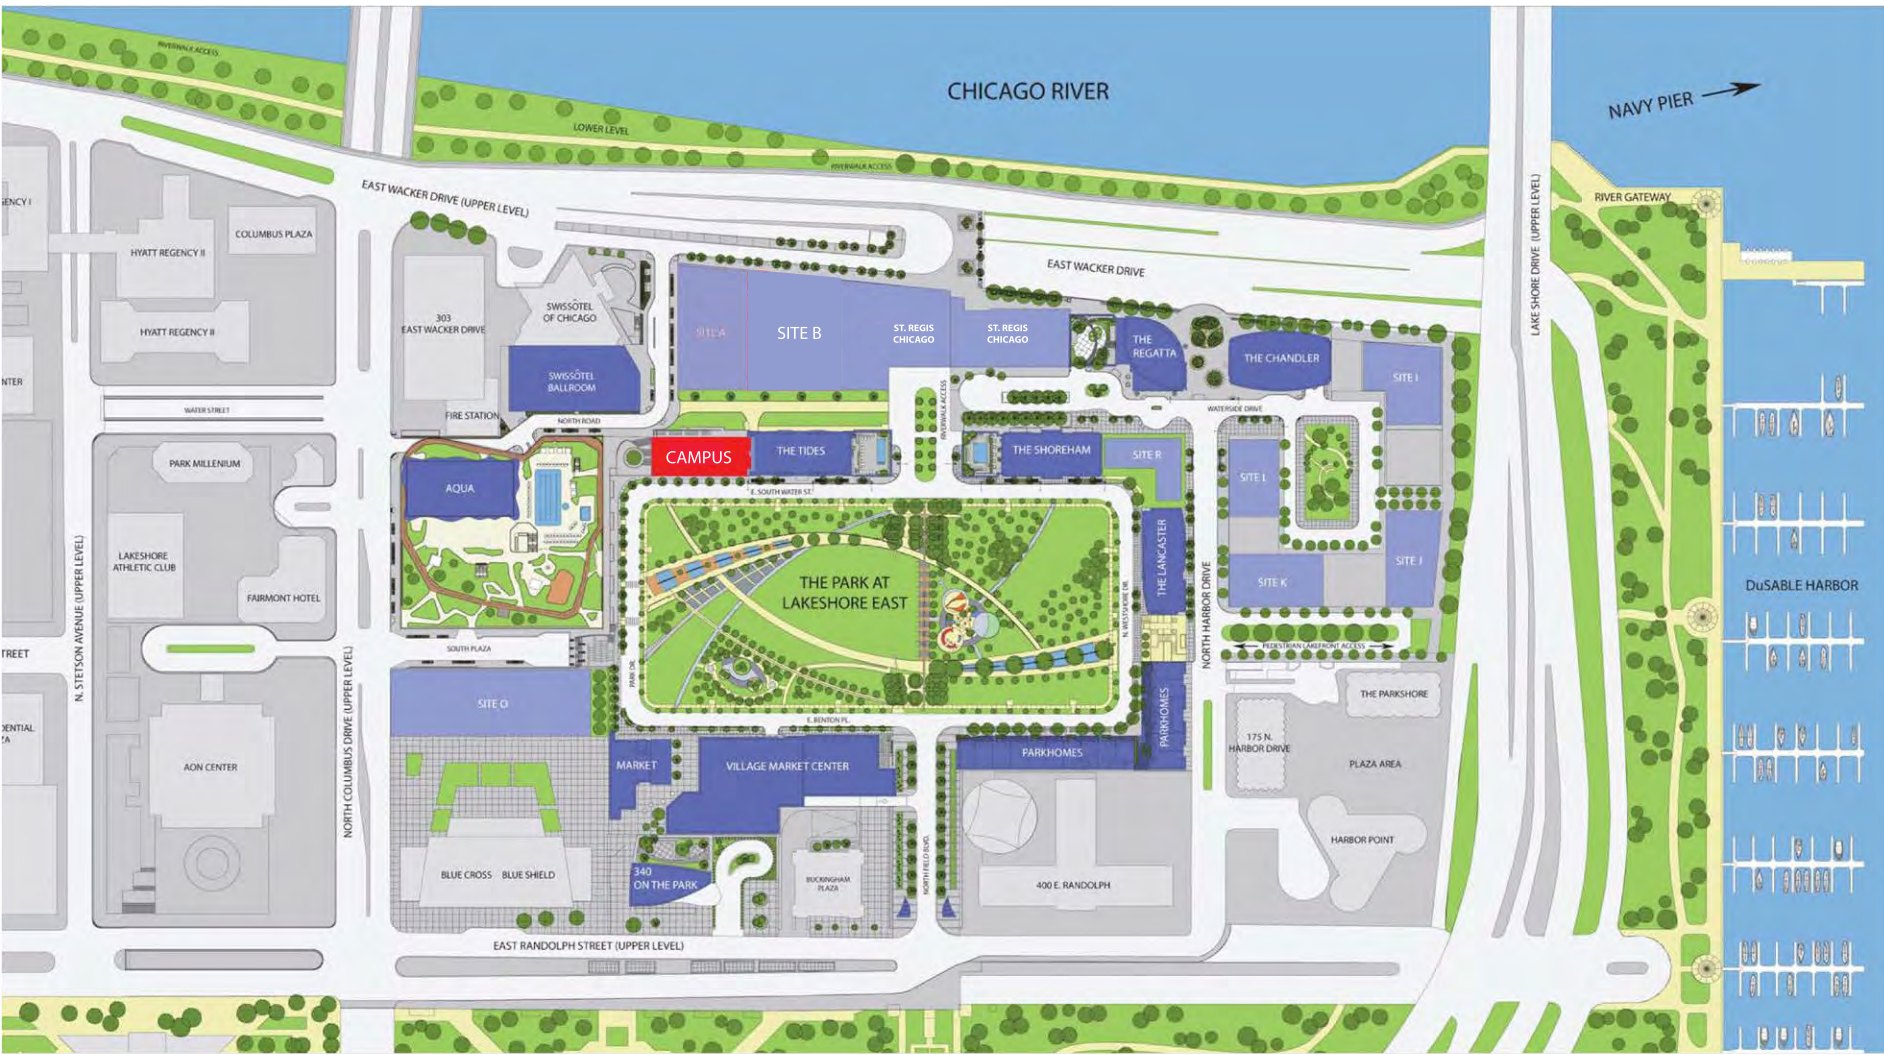 RIVERWALK ACCESS
CHICAGO RIVER
NAVY PIER
LOWER LEVEL
RIVERWALK ACCESS
EAST WACKER DRIVE (UPPER LEVEL)
LAKE SHORE DRIVE (UPPER LEVEL)
RIVER GATEWAY
ENCY I
HYATT REGENCY II
COLUMBUS PLAZA
HYATT REGENCY II
303
EAST WACKER DRIVE
SWISSÔTEL
OF CHICAGO
SWISSÔTEL
BALLROOM
EAST WACKER DRIVE
SITE A
SITE B
ST. REGIS
CHICAGO
ST. REGIS
CHICAGO
THE
REGATTA
THE CHANDLER
SITE I
NTER
WATER STREET
FIRE STATION
NORTH ROAD
RIVERWALK ACCESS
WATERSIDE DRIVE
PARK MILLENIUM
AQUA
CAMPUS
THE TIDES
THE SHOREHAM
SITE R
SITE L
E. SOUTH WATER ST.
N. STETSON AVENUE (UPPER LEVEL)
LAKESHORE
ATHLETIC CLUB
FAIRMONT HOTEL
THE PARK AT
LAKESHORE EAST
N. WESTSHORE DR.
THE LANCASTER
NORTH HARBOR DRIVE
SITE K
SITE J
DuSABLE HARBOR
TREET
SOUTH PLAZA
PARK DR.
PEDESTRIAN LAKEFRONT ACCESS
NORTH COLUMBUS DRIVE (UPPER LEVEL)
SITE O
E. BENTON PL.
PARKHOMES
THE PARKSHORE
DENTIAL
ZA
AON CENTER
MARKET
VILLAGE MARKET CENTER
PARKHOMES
175 N.
HARBOR DRIVE
PLAZA AREA
HARBOR POINT
BLUE CROSS BLUE SHIELD
340
ON THE PARK
BUCKINGHAM
PLAZA
NORTH FIELD BLVD.
400 E. RANDOLPH
EAST RANDOLPH STREET (UPPER LEVEL)